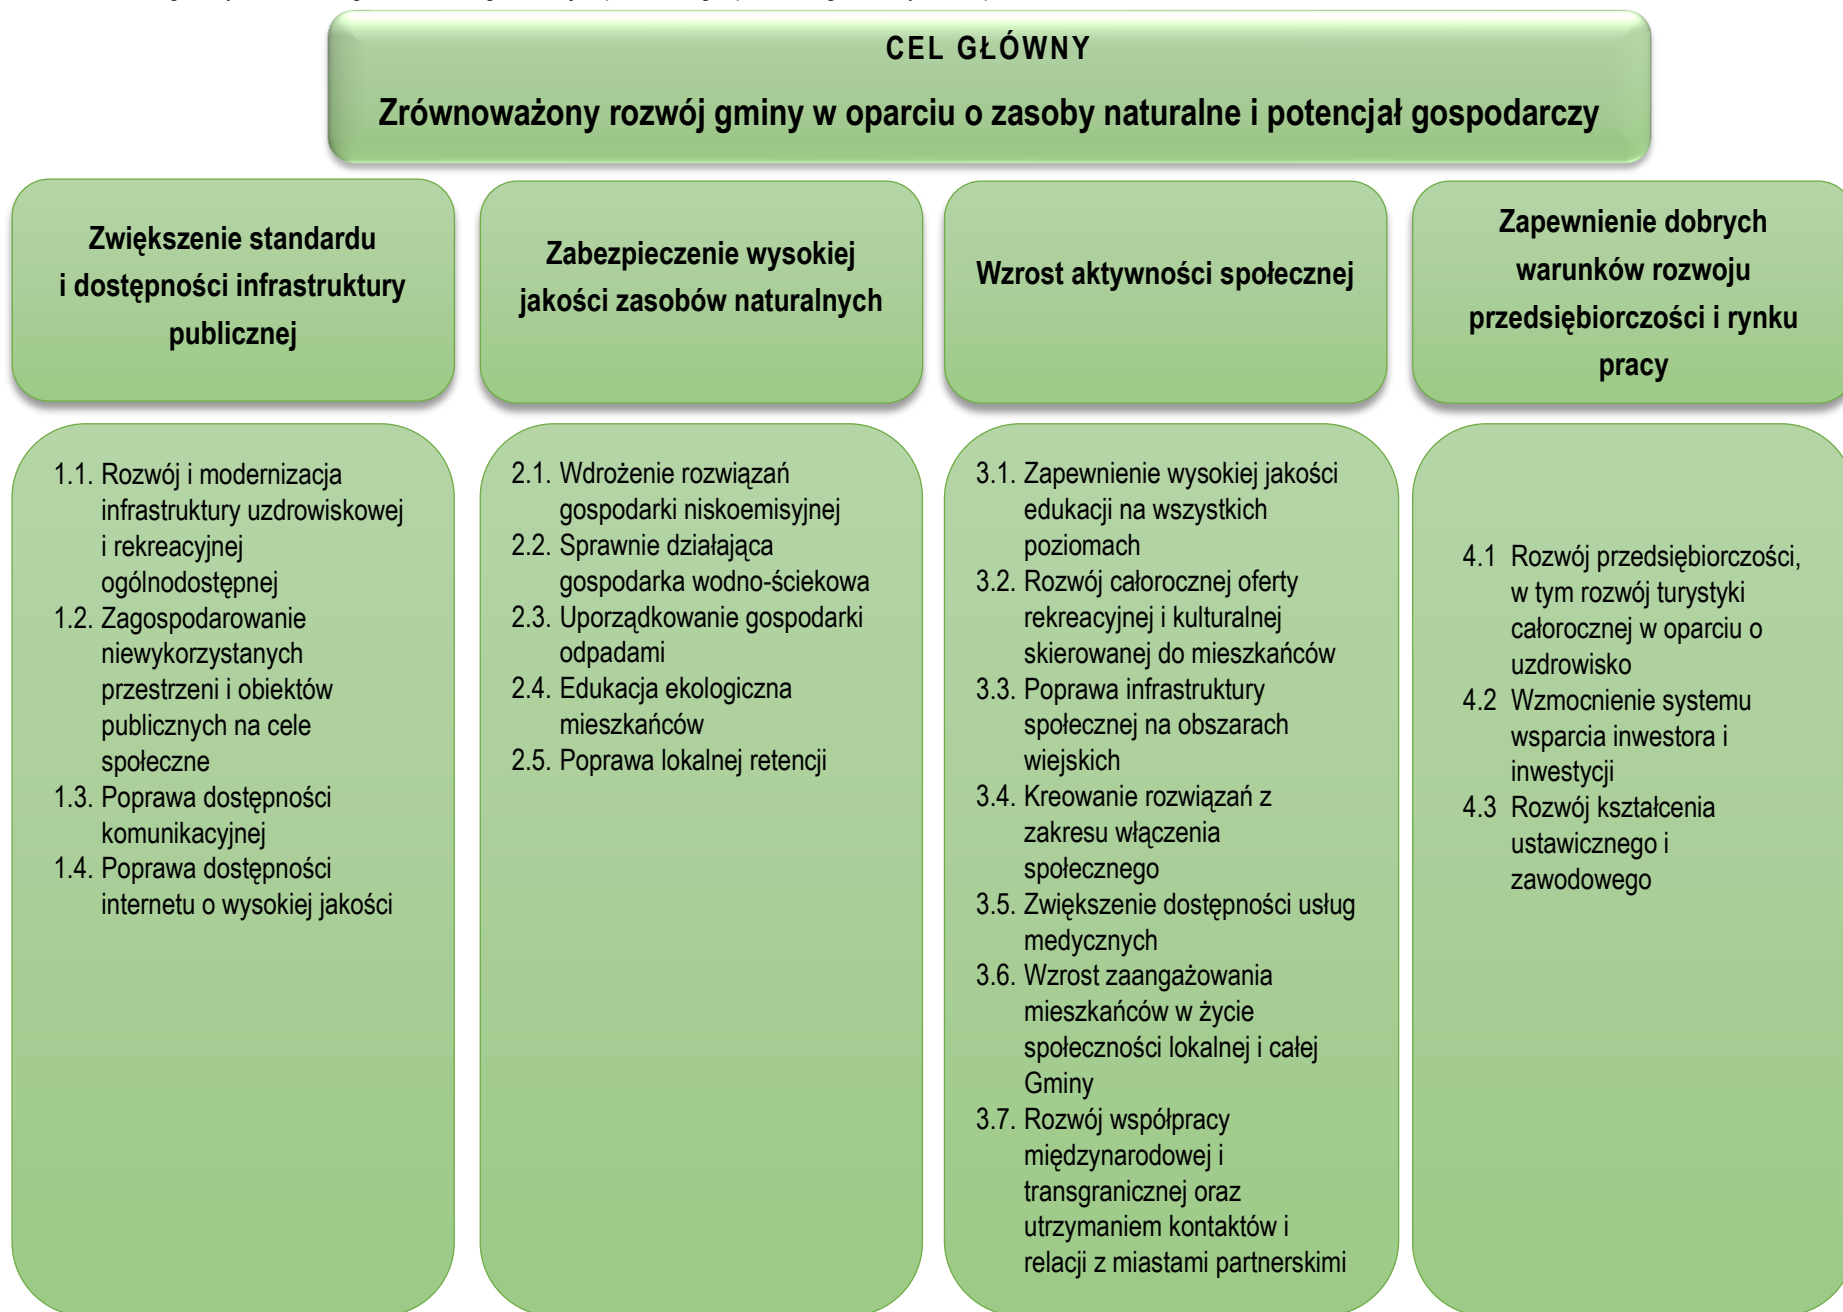 CEL GŁÓWNY
Zrównoważony rozwój gminy w oparciu o zasoby naturalne i potencjał gospodarczy
Zwiększenie standardu
i dostępności infrastruktury
publicznej
Zabezpieczenie wysokiej
jakości zasobów naturalnych
Wzrost aktywności społecznej
Zapewnienie dobrych
warunków rozwoju
przedsiębiorczości i rynku
pracy
1.1. Rozwój i modernizacja
infrastruktury uzdrowiskowej
i rekreacyjnej
ogólnodostępnej
1.2. Zagospodarowanie
niewykorzystanych
przestrzeni i obiektów
publicznych na cele
społeczne
1.3. Poprawa dostępności
komunikacyjnej
1.4. Poprawa dostępności
internetu o wysokiej jakości
2.1. Wdrożenie rozwiązań
gospodarki niskoemisyjnej
2.2. Sprawnie działająca
gospodarka wodno-ściekowa
2.3. Uporządkowanie gospodarki
odpadami
2.4. Edukacja ekologiczna
mieszkańców
2.5. Poprawa lokalnej retencji
3.1. Zapewnienie wysokiej jakości
edukacji na wszystkich
poziomach
3.2. Rozwój całorocznej oferty
rekreacyjnej i kulturalnej
skierowanej do mieszkańców
3.3. Poprawa infrastruktury
społecznej na obszarach
wiejskich
3.4. Kreowanie rozwiązań z
zakresu włączenia
społecznego
3.5. Zwiększenie dostępności usług
medycznych
3.6. Wzrost zaangażowania
mieszkańców w życie
społeczności lokalnej i całej
Gminy
3.7. Rozwój współpracy
międzynarodowej i
transgranicznej oraz
utrzymaniem kontaktów i
relacji z miastami partnerskimi
4.1 Rozwój przedsiębiorczości,
w tym rozwój turystyki
całorocznej w oparciu o
uzdrowisko
4.2 Wzmocnienie systemu
wsparcia inwestora i
inwestycji
4.3 Rozwój kształcenia
ustawicznego i
zawodowego